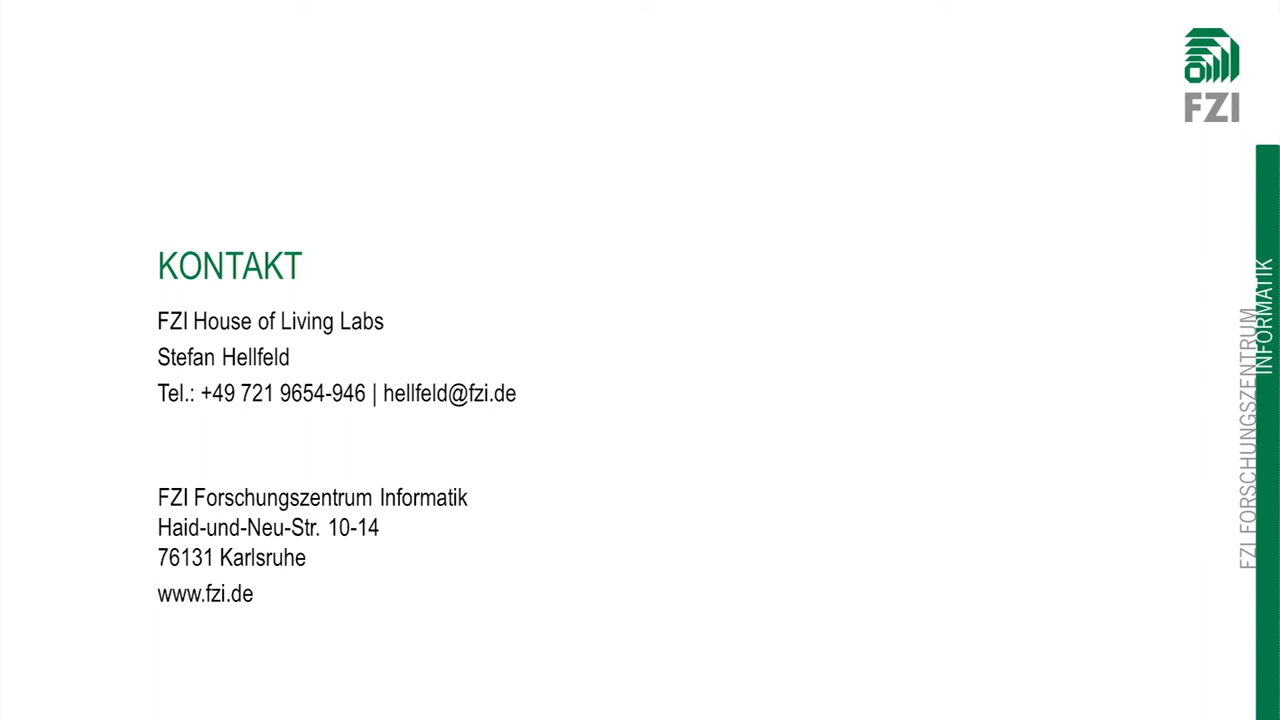 FZI
KONTAKT
FZI House of Living Labs
Stefan Hellfeld
Tel.: +49 721 9654-946 | hellfeld@fzi.de
FZI Forschungszentrum Informatik
Haid-und-Neu-Str. 10-14
76131 Karlsruhe
www.fzi.de
FZI FORSCHUNGSZENTRUM
INFORMATIK